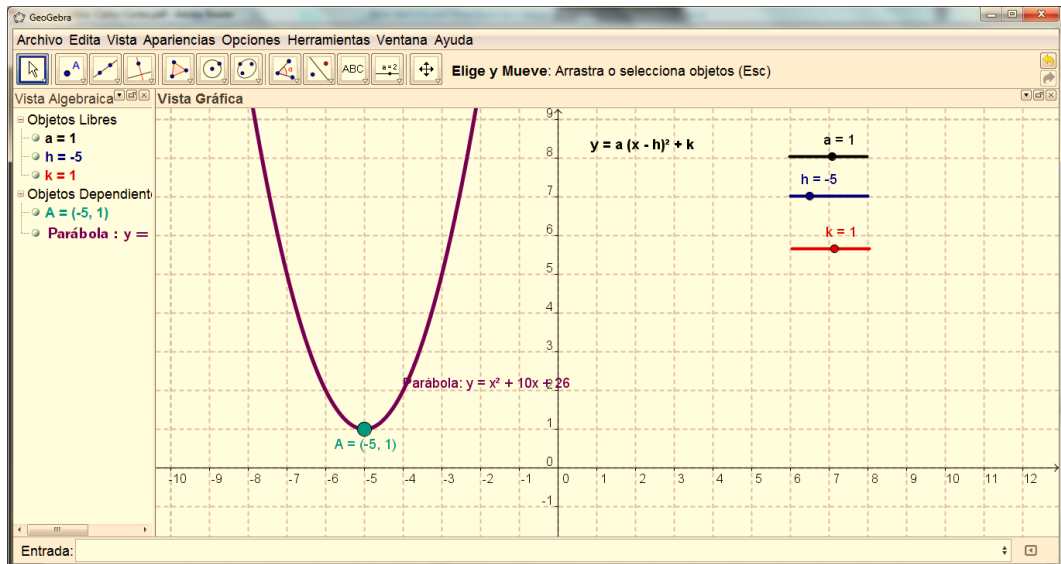 GeoGebra
Archivo Edita Vista Apariencias Opciones Herramientas Ventana Ayuda
A
ABC
a=2
Elige y Mueve: Arrastra o selecciona objetos (Esc)
Vista Algebraica
Objetos Libres
a = 1
h = -5
k = 1
Objetos Dependient
A = (-5, 1)
Parábola : y =
Vista Gráfica
y = a (x - h)² + k
a = 1
h = -5
k = 1
9
8
7
6
5
4
3
2
1
0
-1
Parábola: y = x² + 10x + 26
A = (-5, 1)
-10 -9 -8 -7 -6 -5 -4 -3 -2 -1 0 1 2 3 4 5 6 7 8 9 10 11 12
Entrada: